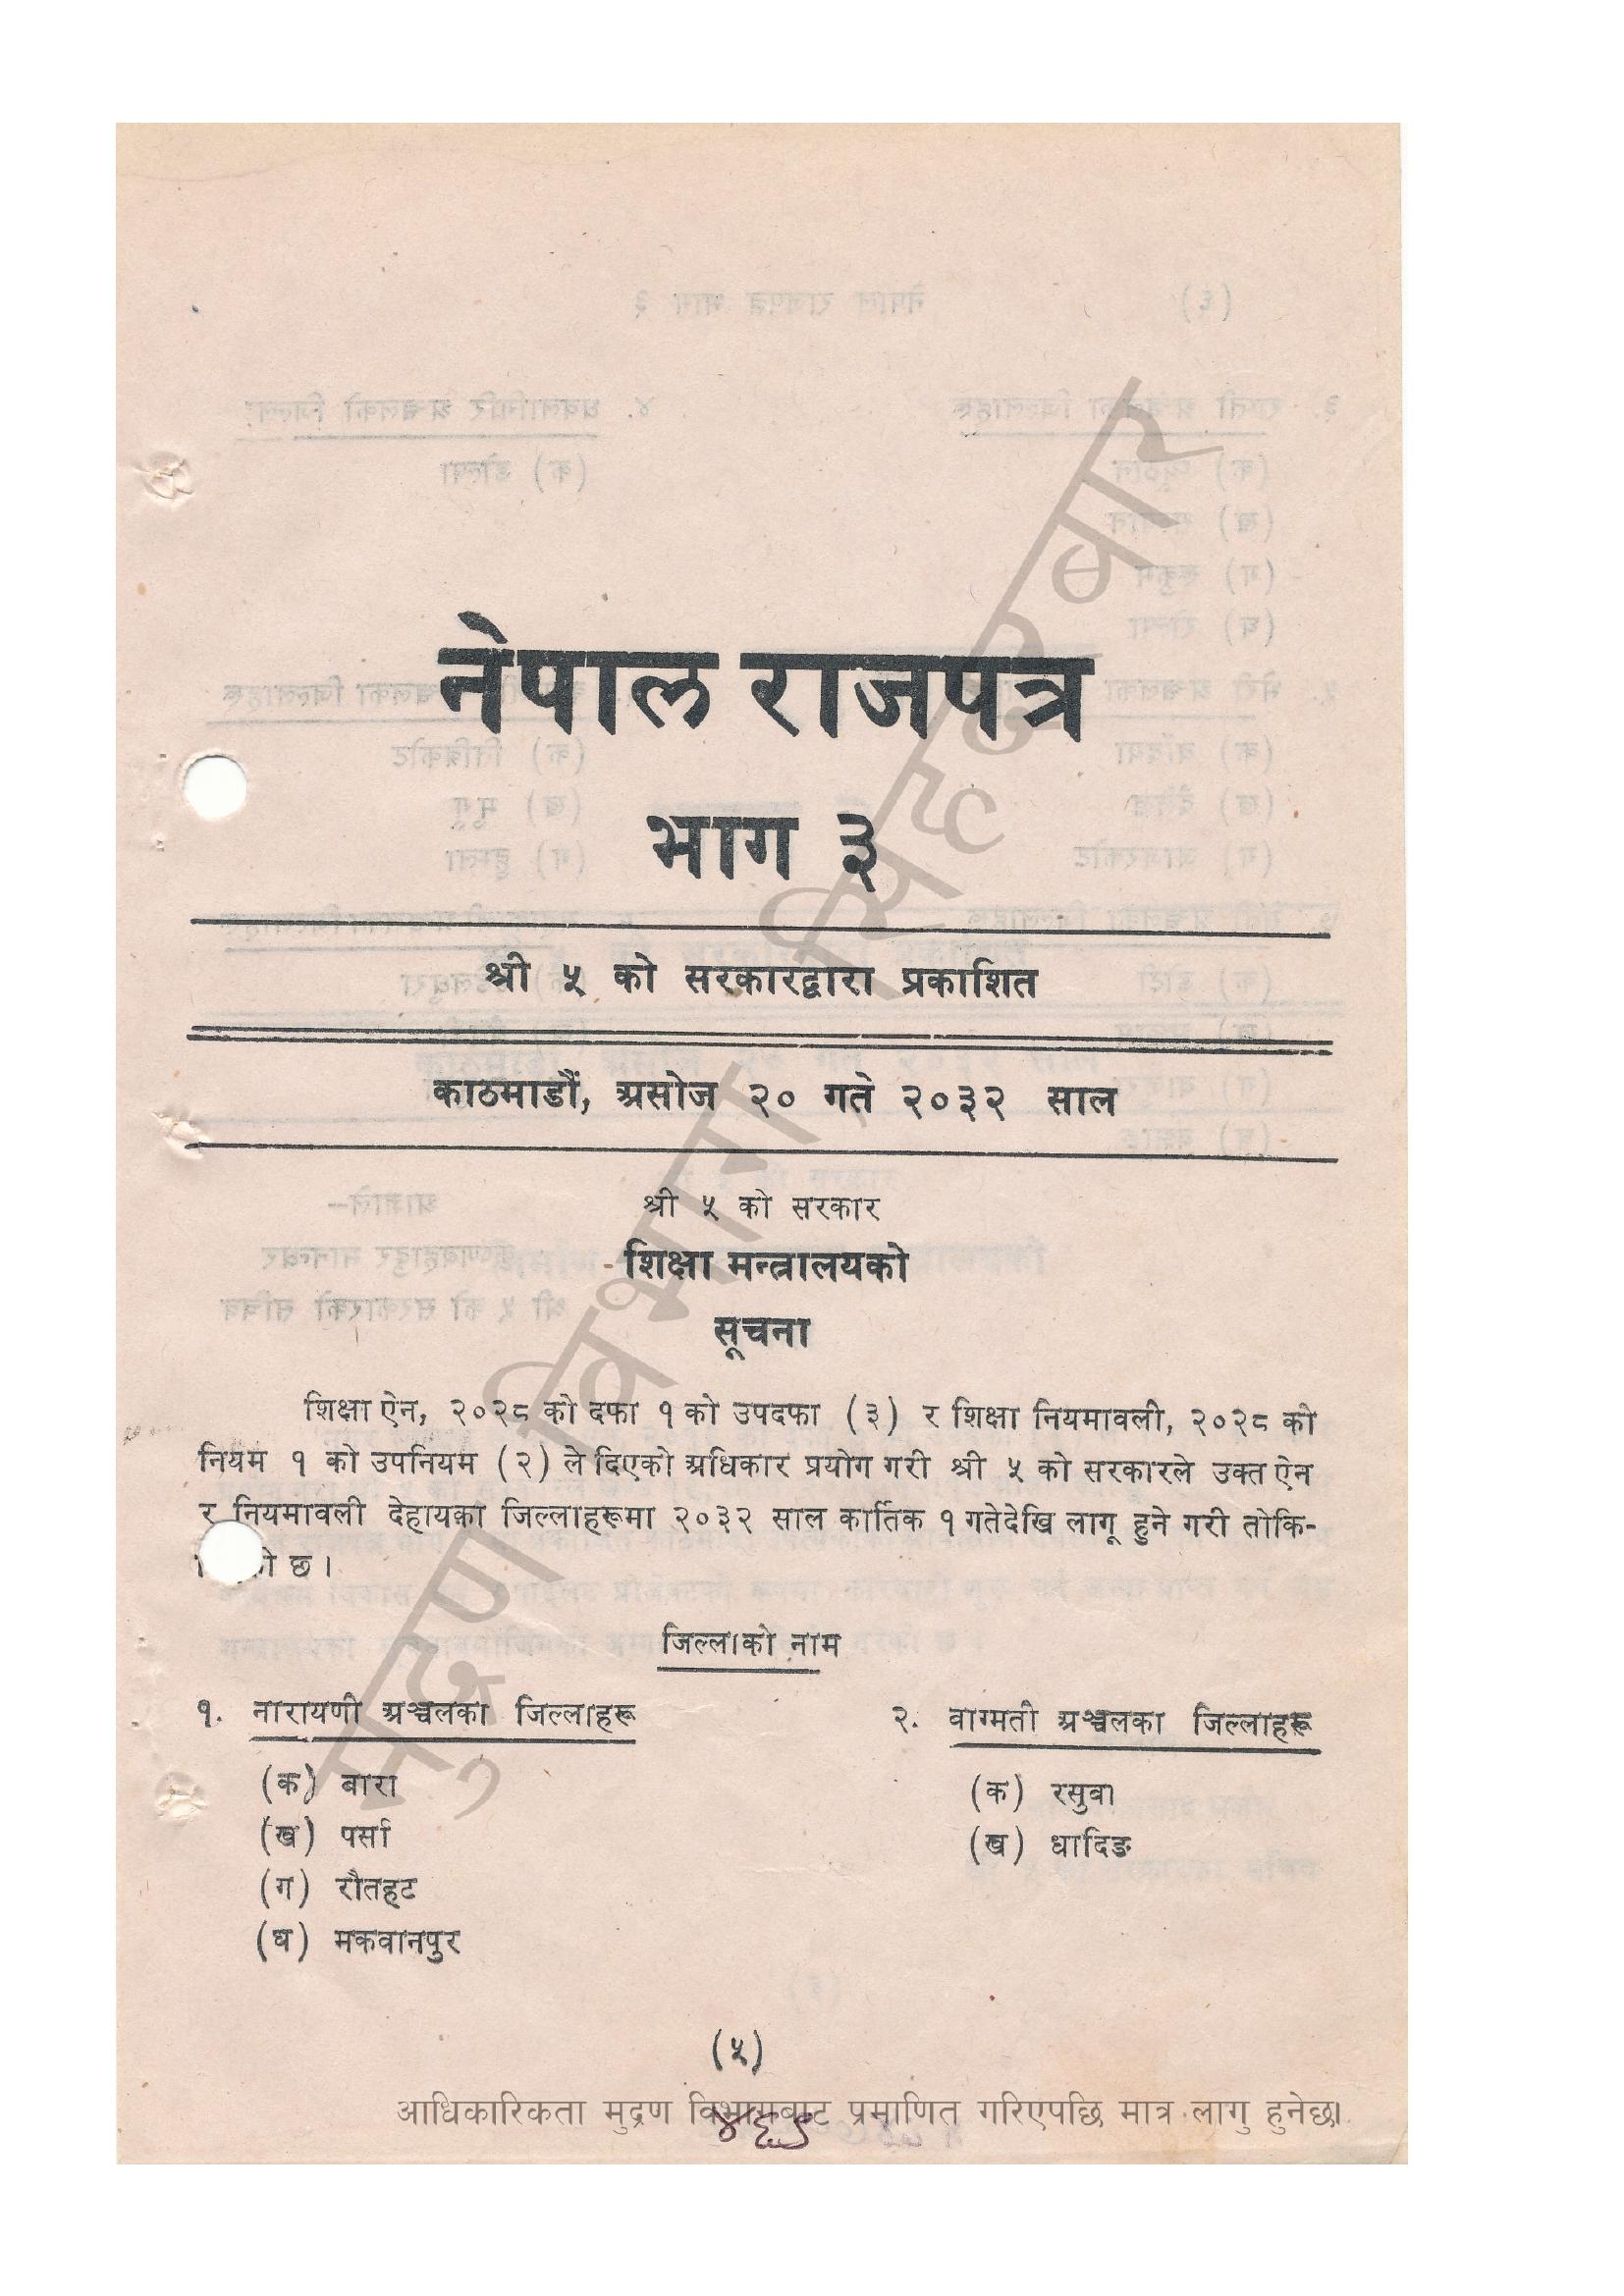 नेपाल राजपत्र
भाग ३
श्री ५ को सरकारद्वारा प्रकाशित
काठमाडौं, असोज २० गते २०३२ साल
श्री ५ को सरकार
शिक्षा मन्त्रालयको
सूचना
शिक्षा ऐन, २०२८ को दफा १ को उपदफा (३) र शिक्षा नियमावली, २०२८ को
नियम १ को उपनियम (२) ले दिएको अधिकार प्रयोग गरी श्री ५ को सरकारले उक्त ऐन
र नियमावली देहायका जिल्लाहरूमा २०३२ साल कार्तिक १ गतेदेखि लागू हुने गरी तोकि-
छ।
जिल्लाको नाम
१. नारायणी अञ्चलका जिल्लाहरू
(क) बारा
(ख) पर्सा
(ग) रौतहट
(घ) मकवानपुर
२. वाग्मती अञ्चलका जिल्लाहरू
(क) रसुवा
(ख) धादिङ
(५)
आधिकारिकता मुद्रण विभागबाट प्रमाणित गरिएपछि मात्र लागु हुनेछ।
४६५
मुद्रण विभाग, सिंहदरबार